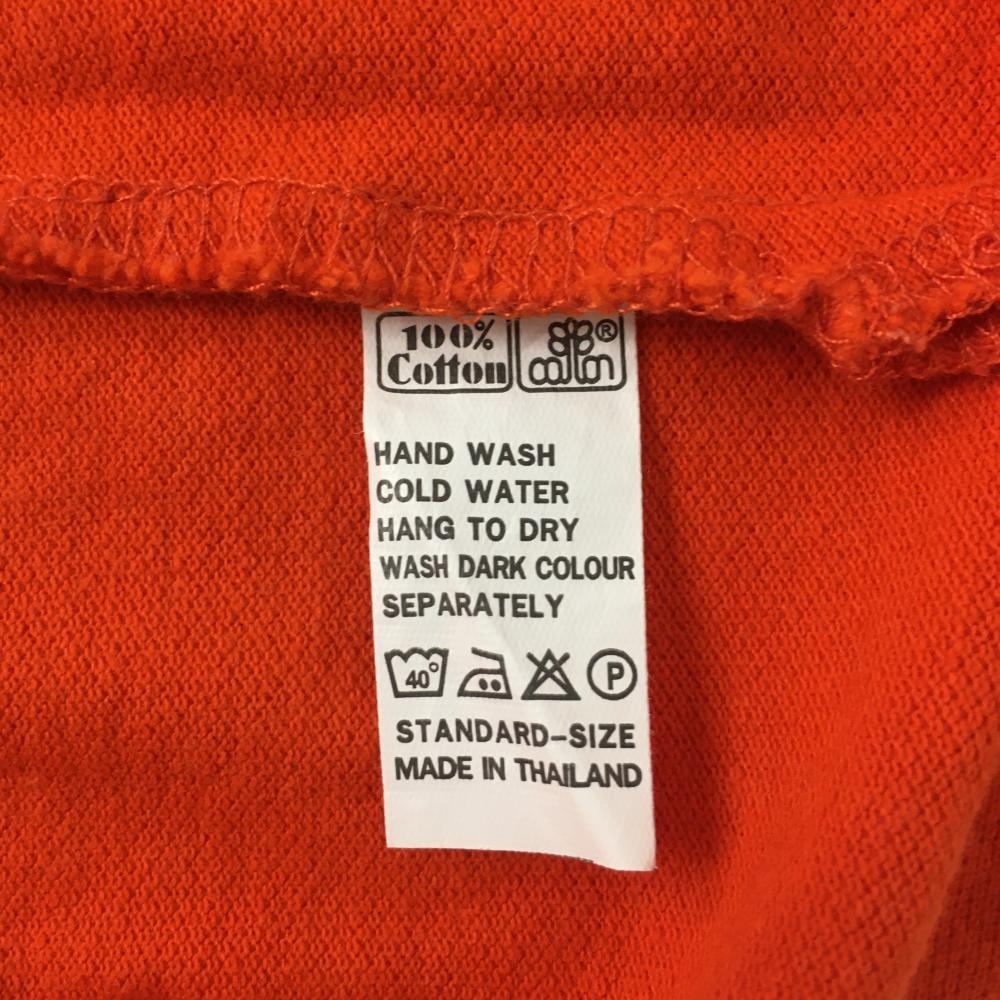 100%
Cotton
cotton ®
HAND WASH
COLD WATER
HANG TO DRY
WASH DARK COLOUR
SEPARATELY
40° P
STANDARD-SIZE
MADE IN THAILAND